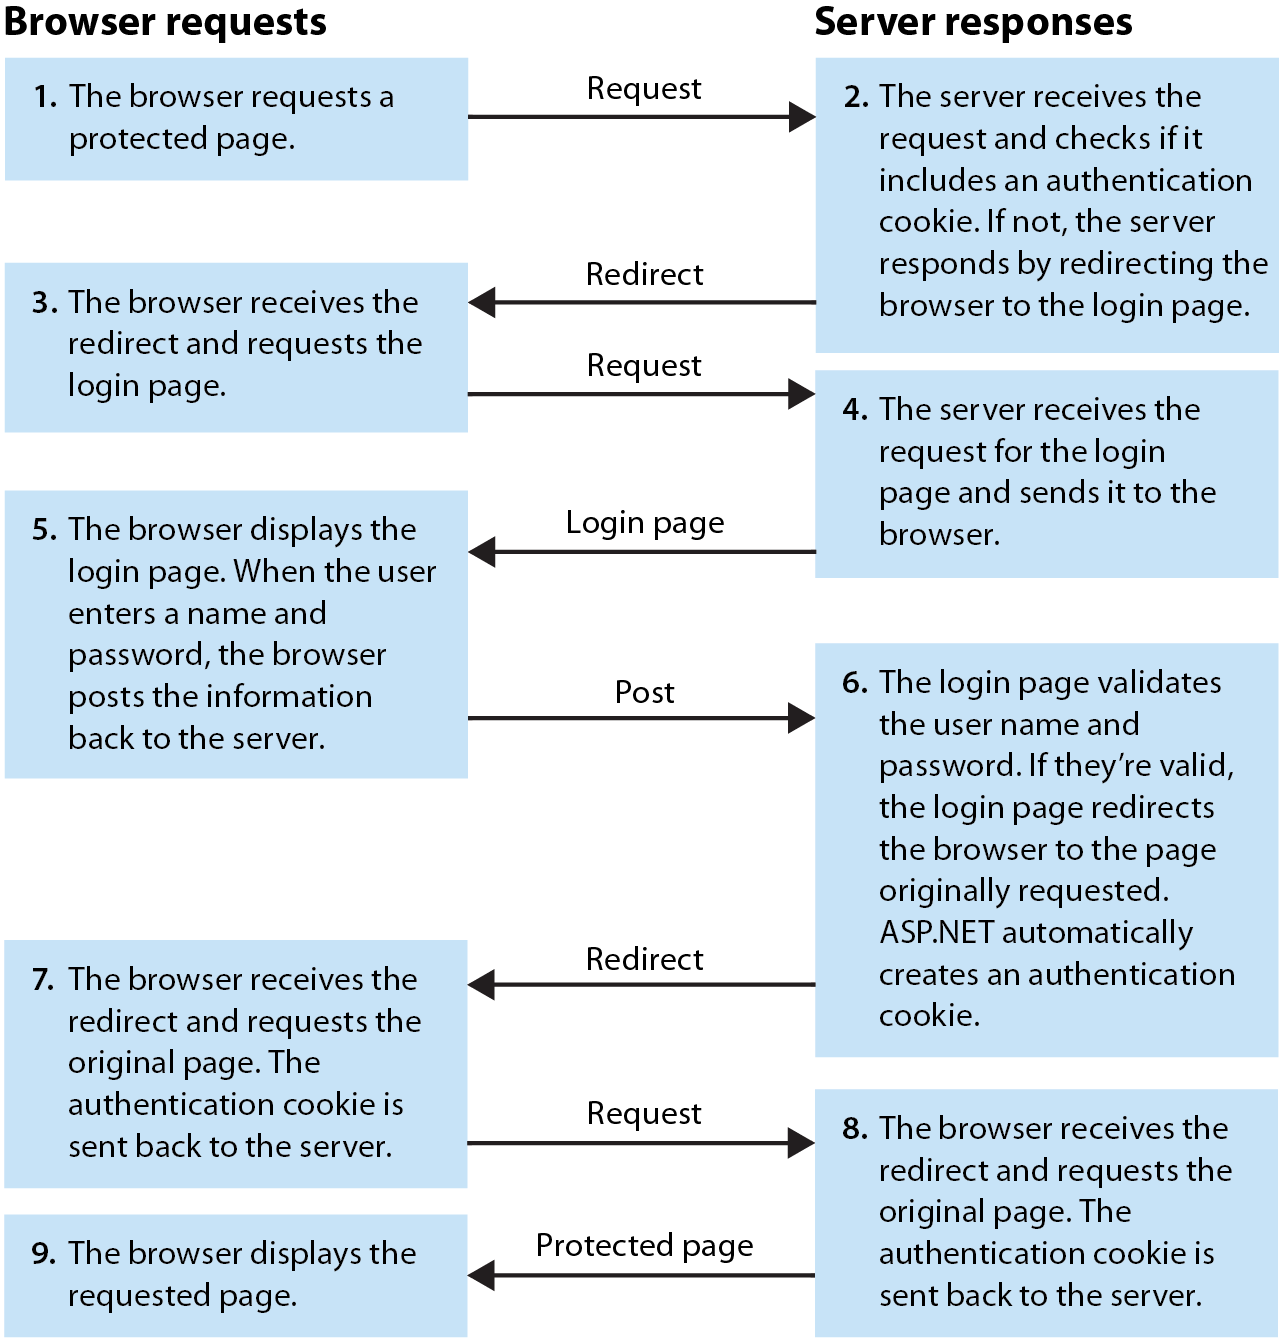 Browser requests
Server responses
1. The browser requests a
protected page.
Request
2. The server receives the
request and checks if it
includes an authentication
cookie. If not, the server
responds by redirecting the
browser to the login page.
Redirect
3. The browser receives the
redirect and requests the
login page.
Request
4. The server receives the
request for the login
page and sends it to the
browser.
Login page
5. The browser displays the
login page. When the user
enters a name and
password, the browser
posts the information
back to the server.
Post
6. The login page validates
the user name and
password. If they’re valid,
the login page redirects
the browser to the page
originally requested.
ASP.NET automatically
creates an authentication
cookie.
Redirect
7. The browser receives the
redirect and requests the
original page. The
authentication cookie is
sent back to the server.
Request
8. The browser receives the
redirect and requests the
original page. The
authentication cookie is
sent back to the server.
Protected page
9. The browser displays the
requested page.